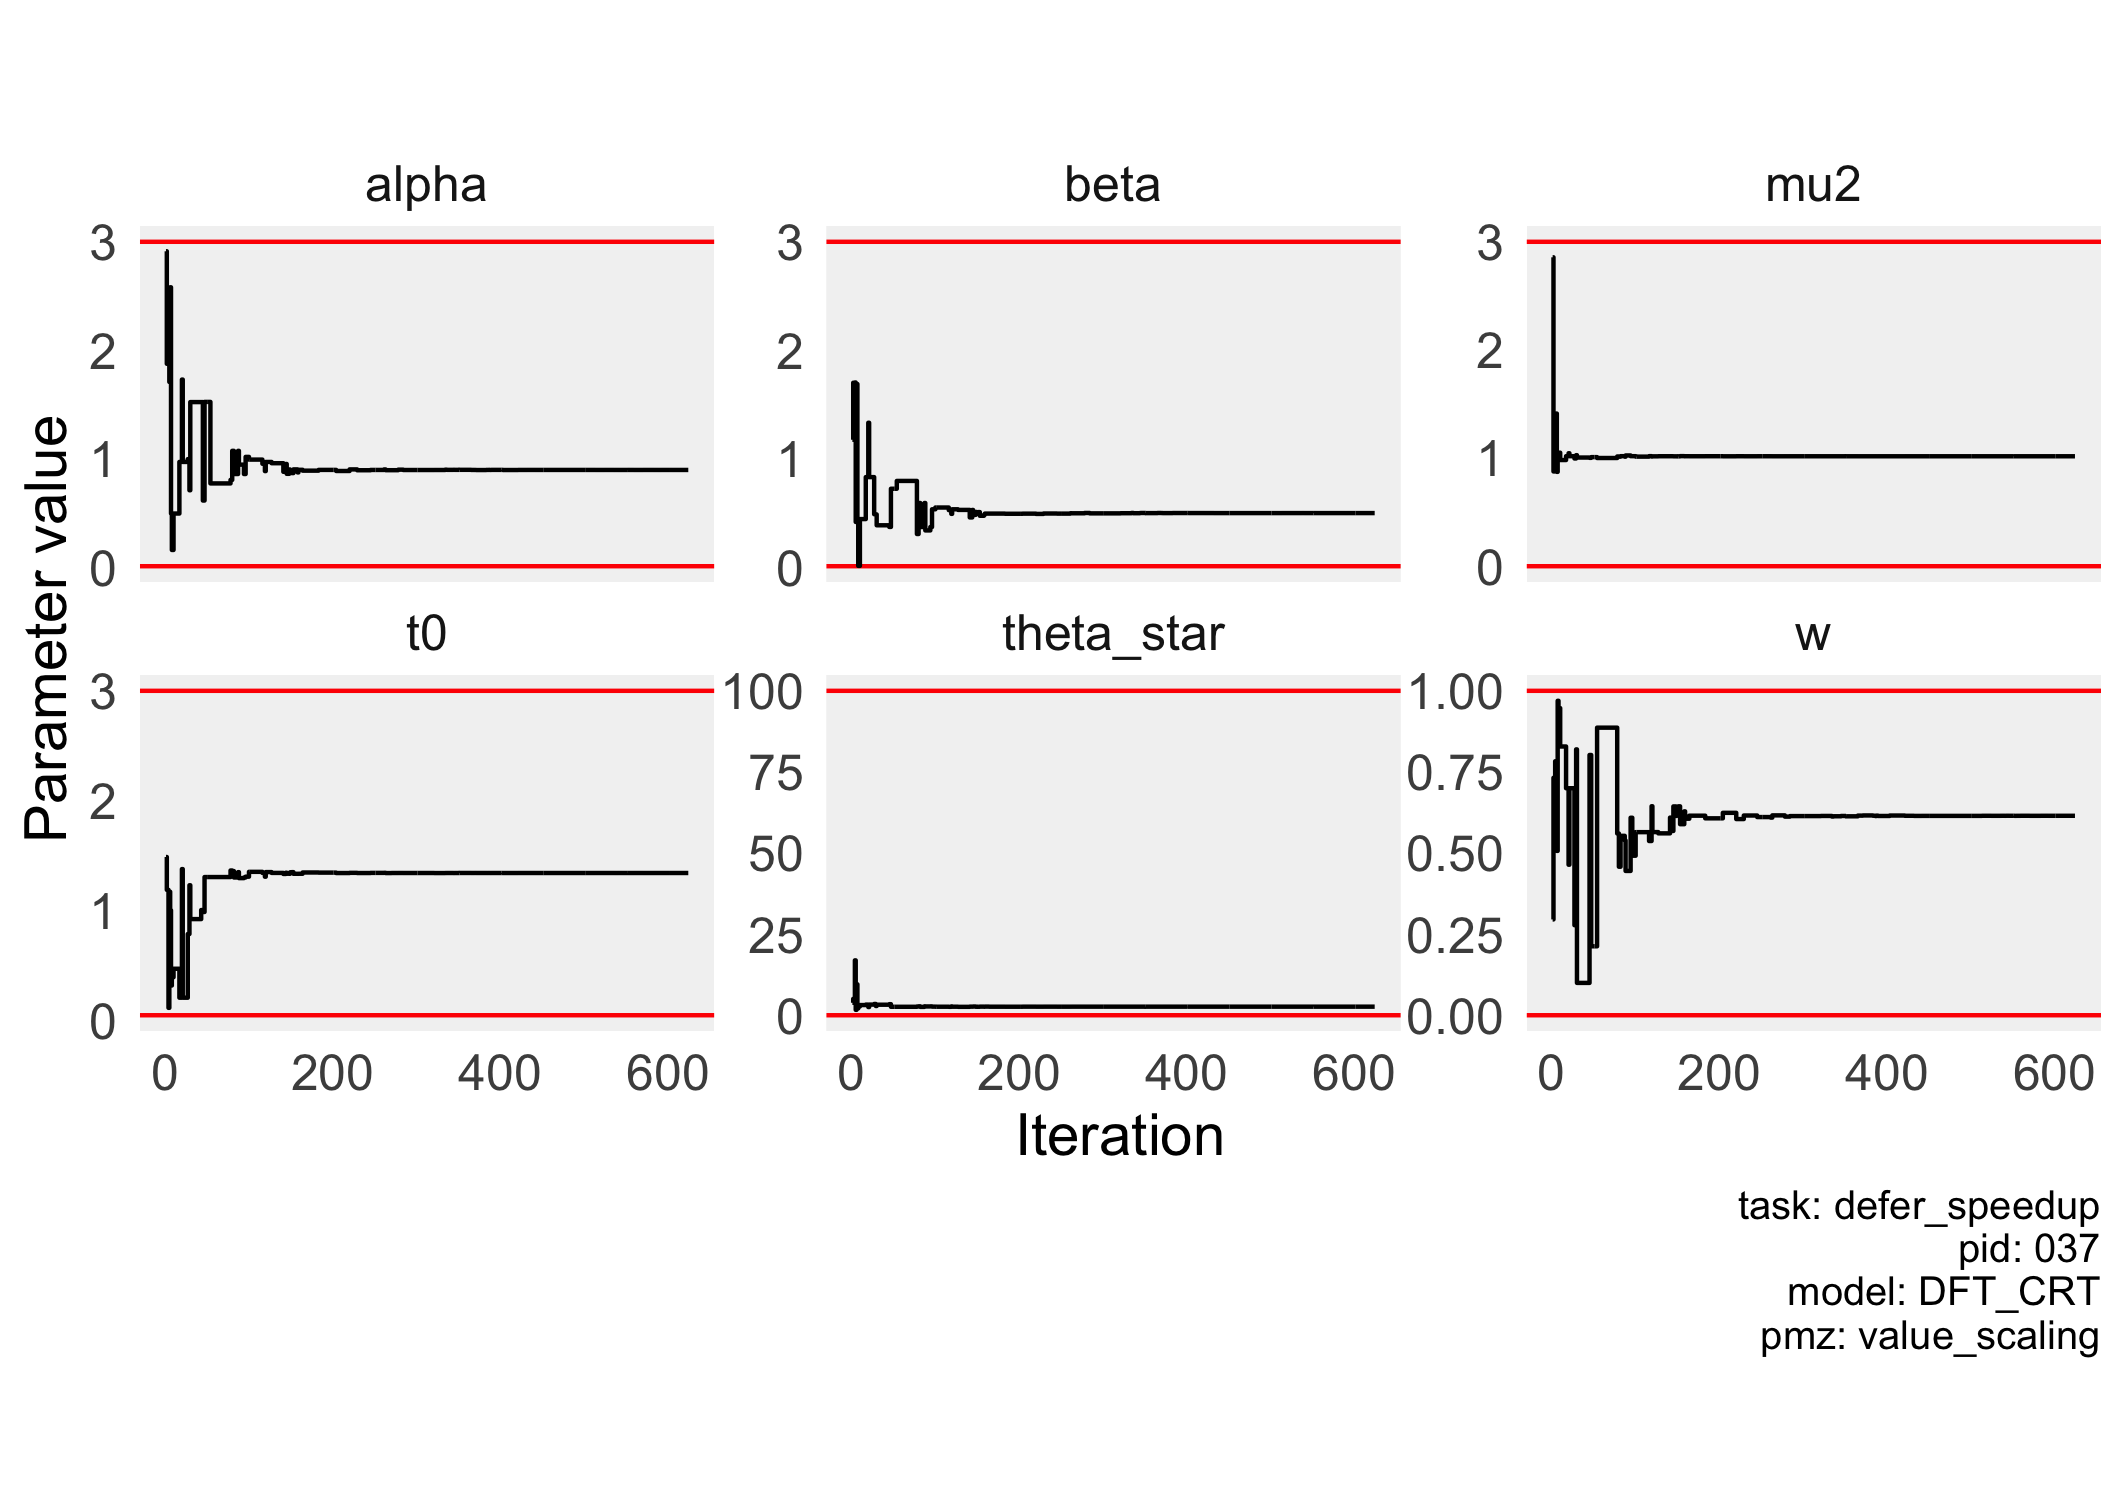 alpha
beta
mu2
3
2
1
0
3
2
1
0
3
2
1
0
t0
theta_star
w
3
2
1
0
100
75
50
25
0
1.00
0.75
0.50
0.25
0.00
0 200 400 600
0 200 400 600
0 200 400 600
Parameter value
Iteration
task: defer_speedup
pid: 037
model: DFT_CRT
pmz: value_scaling